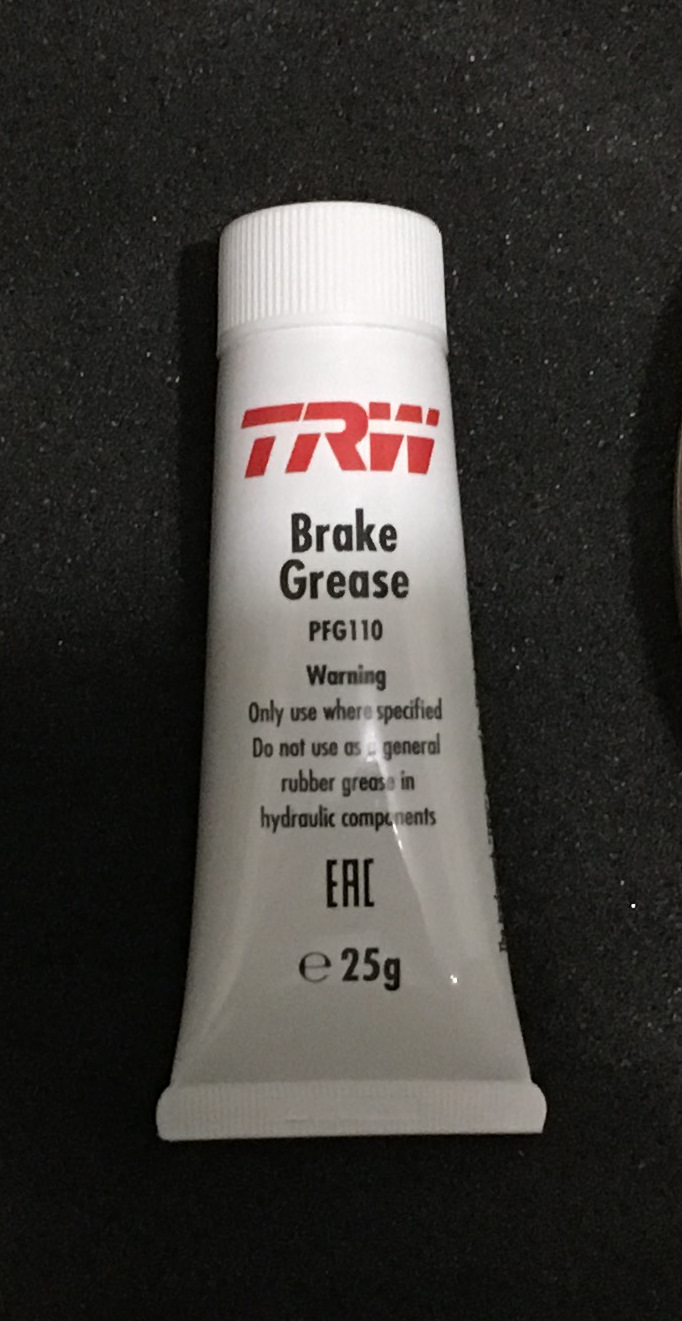 TRW
Brake
Grease
PFG110
Warning
Only use where specified
Do not use as a general
rubber grease in
hydraulic components
EAC
℮ 25g